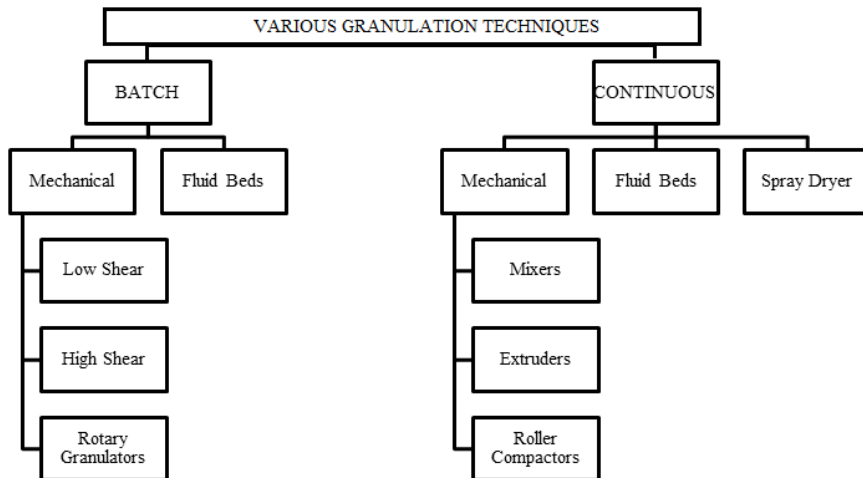 VARIOUS GRANULATION TECHNIQUES
BATCH
CONTINUOUS
Mechanical
Fluid Beds
Mechanical
Fluid Beds
Spray Dryer
Low Shear
Mixers
High Shear
Extruders
Rotary
Granulators
Roller
Compactors